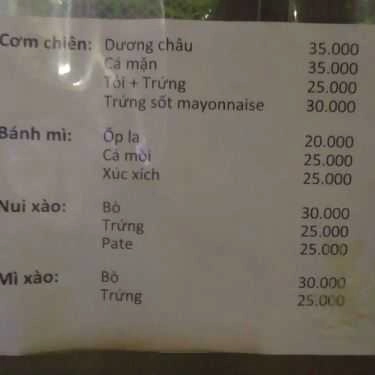 Cơm chiên: Dương châu 35.000
Cá mặn 35.000
Tỏi + Trứng 25.000
Trứng sốt mayonnaise 30.000
Bánh mì: Ốp la 20.000
Cá mòi 25.000
Xúc xích 25.000
Nui xào: Bò 30.000
Trứng 25.000
Pate 25.000
Mì xào: Bò 30.000
Trứng 25.000